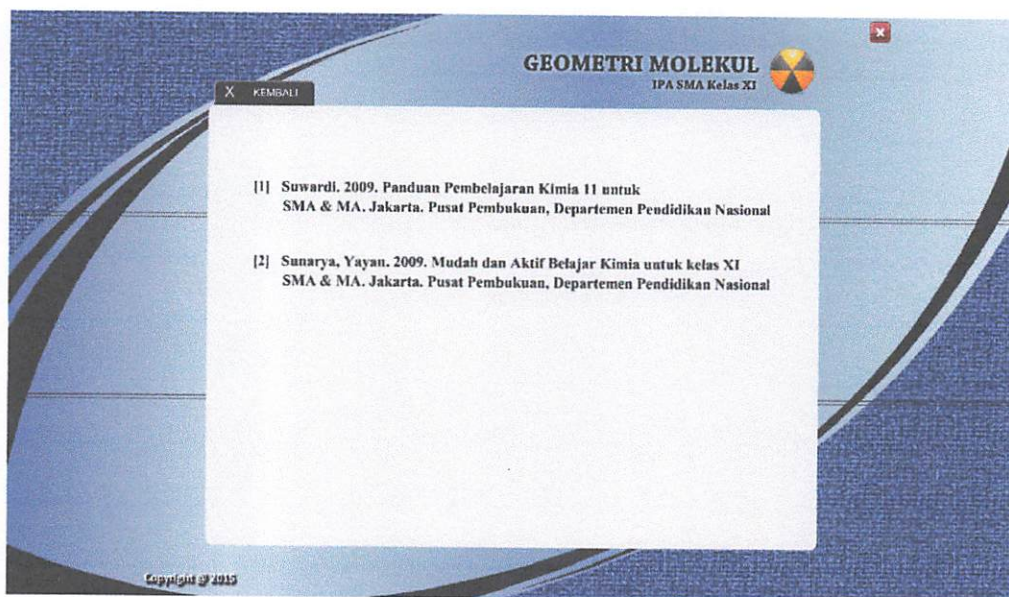 GEOMETRI MOLEKUL
IPA SMA Kelas XI
X KEMBALI
[1] Suwardi. 2009. Panduan Pembelajaran Kimia 11 untuk
SMA & MA. Jakarta. Pusat Pembukuan, Departemen Pendidikan Nasional
[2] Sunarya, Yayan. 2009. Mudah dan Aktif Belajar Kimia untuk kelas XI
SMA & MA. Jakarta. Pusat Pembukuan, Departemen Pendidikan Nasional
Copyright @ 2015